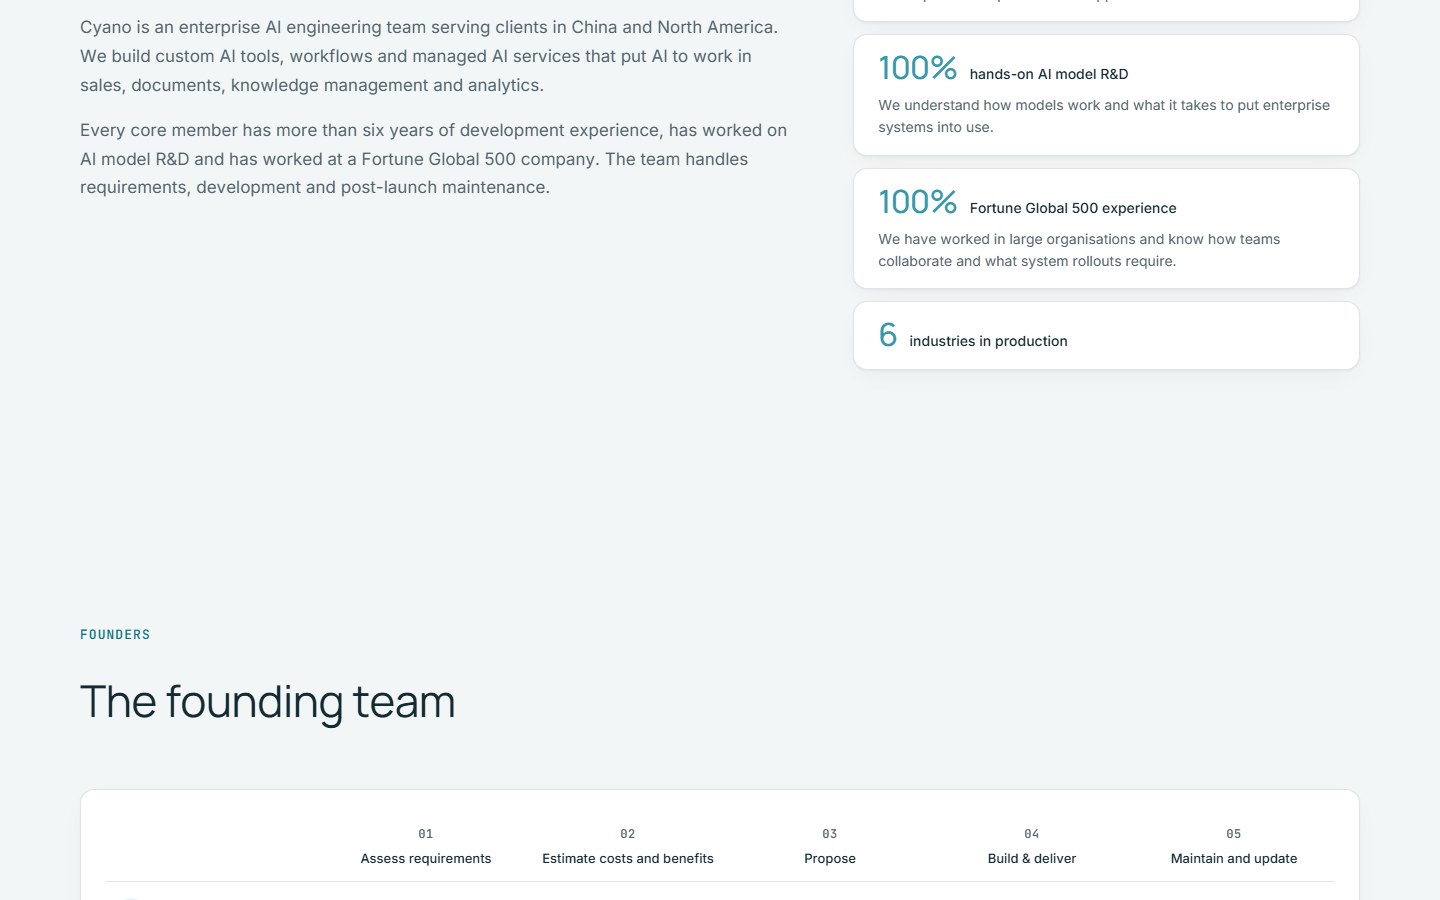 Cyano is an enterprise AI engineering team serving clients in China and North America.
We build custom AI tools, workflows and managed AI services that put AI to work in
sales, documents, knowledge management and analytics.
Every core member has more than six years of development experience, has worked on
AI model R&D and has worked at a Fortune Global 500 company. The team handles
requirements, development and post-launch maintenance.
100% hands-on AI model R&D
We understand how models work and what it takes to put enterprise
systems into use.
100% Fortune Global 500 experience
We have worked in large organisations and know how teams
collaborate and what system rollouts require.
6 industries in production
FOUNDERS
The founding team
01 02 03 04 05
Assess requirements Estimate costs and benefits Propose Build & deliver Maintain and update